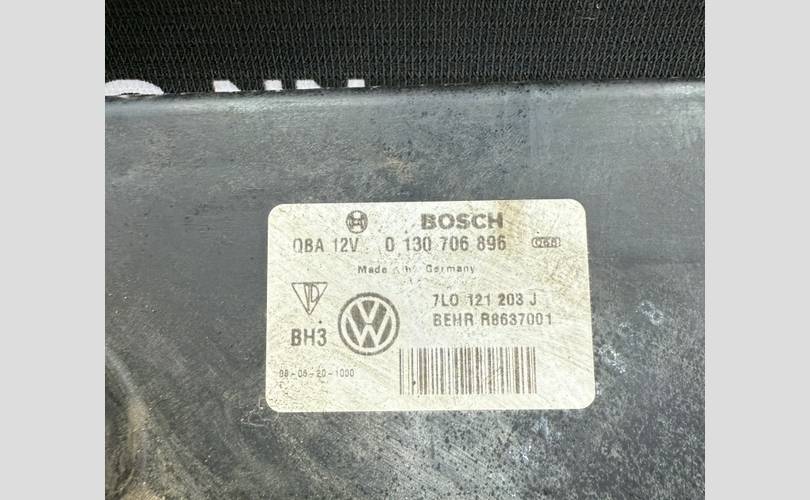 BOSCH
QBA 12V 0 130 706 896
Made in Germany
7L0 121 203 J
BEHR R8637001
BH3